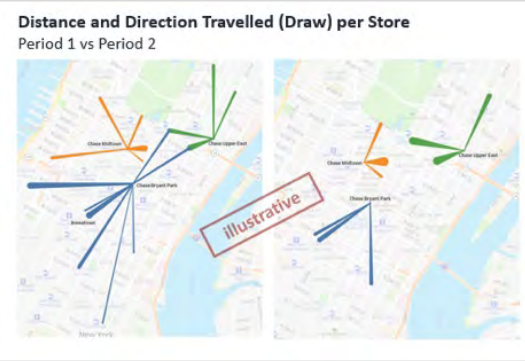 Distance and Direction Travelled (Draw) per Store
Period 1 vs Period 2
Chase Midtown
Chase Upper East
Chase Bryant Park
illustrative
Chase Midtown
Chase Upper East
Chase Bryant Park
New York